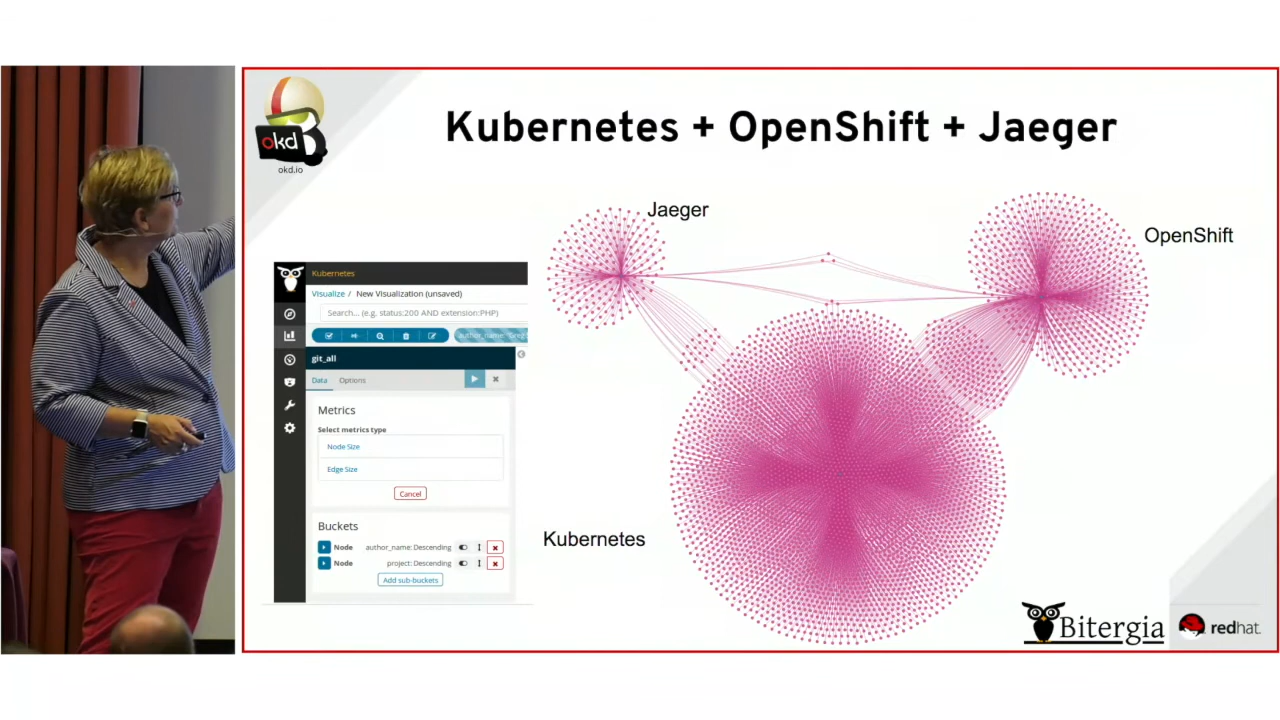 okd
okd.io
Kubernetes + OpenShift + Jaeger
Jaeger
OpenShift
Kubernetes
Kubernetes
Visualize / New Visualization (unsaved)
Search... (e.g. status:200 AND extension:PHP)
git_all
Data Options
Metrics
Select metrics type
Node Size
Edge Size
Cancel
Buckets
Node author_name: Descending
Node project: Descending
Add sub-buckets
Bitergia
redhat.